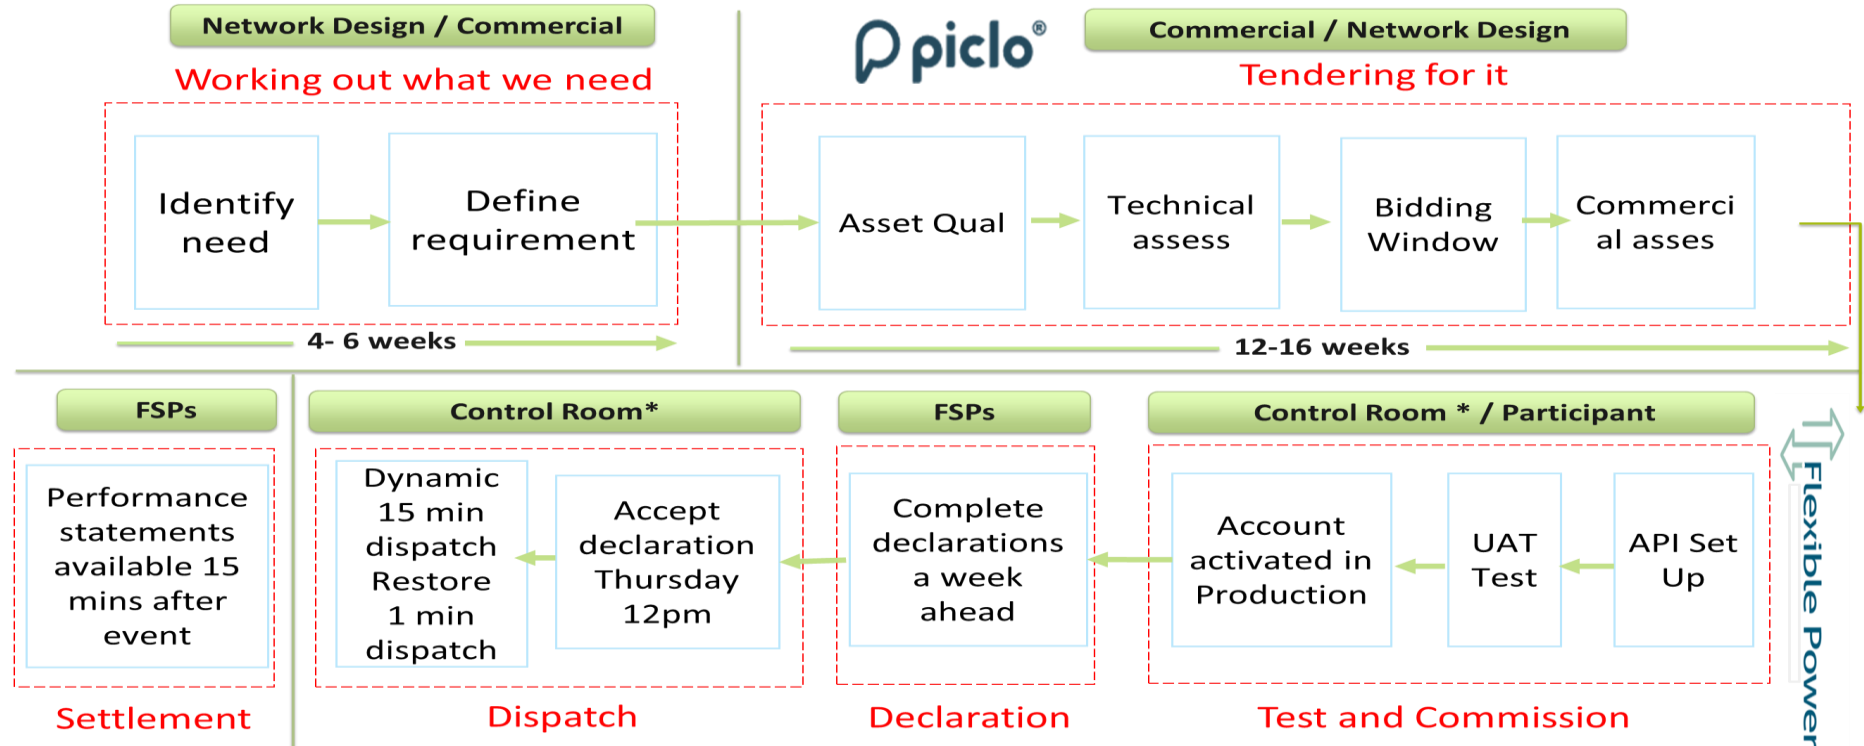 Network Design / Commercial
piclo®
Commercial / Network Design
Working out what we need
Tendering for it
Identify
need
Define
requirement
Asset Qual
Technical
assess
Bidding
Window
Commerci
al asses
4- 6 weeks
12-16 weeks
FSPs
Control Room*
FSPs
Control Room * / Participant
Performance
statements
available 15
mins after
event
Dynamic
15 min
dispatch
Restore
1 min
dispatch
Accept
declaration
Thursday
12pm
Complete
declarations
a week
ahead
Account
activated in
Production
UAT
Test
API Set
Up
Flexible Power
Settlement
Dispatch
Declaration
Test and Commission